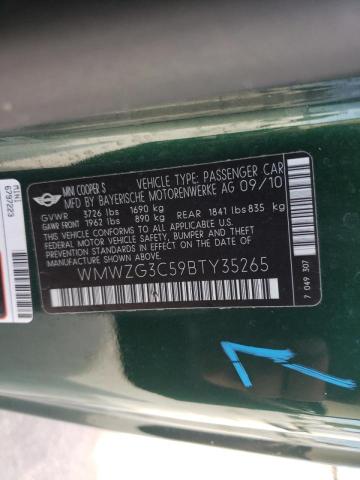 MINI COOPER S VEHICLE TYPE: PASSENGER CAR
MFD BY BAYERISCHE MOTORENWERKE AG 09/10
GVWR 3726 lbs 1690 kg
GAWR FRONT 1962 lbs 890 kg REAR 1841 lbs 835 kg
THIS VEHICLE CONFORMS TO ALL APPLICABLE
FEDERAL MOTOR VEHICLE SAFETY, BUMPER AND
THEFT PREVENTION STANDARDS IN EFFECT ON THE
DATE OF MANUFACTURE SHOWN ABOVE.
WMWZG3C59BTY35265
7 049 307
MINI
6797223